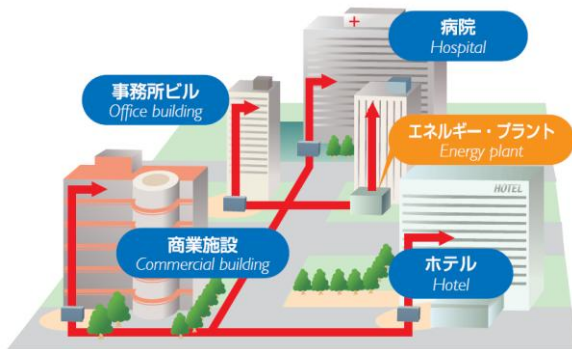 病院
Hospital
事務所ビル
Office building
エネルギー・プラント
Energy plant
HOTEL
商業施設
Commercial building
ホテル
Hotel